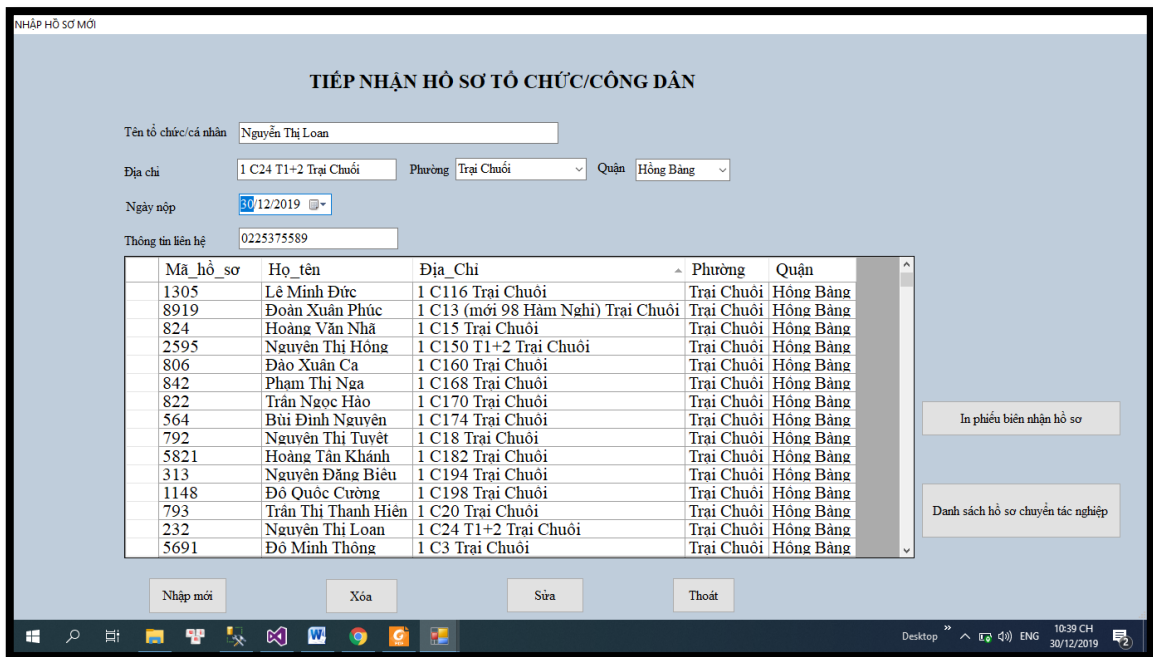 NHẬP HỒ SƠ MỚI
TIẾP NHẬN HỒ SƠ TỔ CHỨC/CÔNG DÂN
Tên tổ chức/cá nhân Nguyễn Thị Loan
Địa chỉ 1 C24 T1+2 Trại Chuối Phường Trại Chuối Quận Hồng Bàng
Ngày nộp 30/12/2019
Thông tin liên hệ 0225375589
Mã_hồ_sơ Họ_tên Địa_Chỉ Phường Quận
1305 Lê Minh Đức 1 C116 Trại Chuối Trại Chuối Hồng Bàng
8919 Đoàn Xuân Phúc 1 C13 (mới 98 Hàm Nghi) Trại Chuối Trại Chuối Hồng Bàng
824 Hoàng Văn Nhã 1 C15 Trại Chuối Trại Chuối Hồng Bàng
2595 Nguyễn Thị Hồng 1 C150 T1+2 Trại Chuối Trại Chuối Hồng Bàng
806 Đào Xuân Ca 1 C160 Trại Chuối Trại Chuối Hồng Bàng
842 Phạm Thị Nga 1 C168 Trại Chuối Trại Chuối Hồng Bàng
822 Trần Ngọc Hào 1 C170 Trại Chuối Trại Chuối Hồng Bàng
564 Bùi Đình Nguyên 1 C174 Trại Chuối Trại Chuối Hồng Bàng
792 Nguyễn Thị Tuyết 1 C18 Trại Chuối Trại Chuối Hồng Bàng
5821 Hoàng Tân Khánh 1 C182 Trại Chuối Trại Chuối Hồng Bàng
313 Nguyễn Đăng Biểu 1 C194 Trại Chuối Trại Chuối Hồng Bàng
1148 Đỗ Quốc Cường 1 C198 Trại Chuối Trại Chuối Hồng Bàng
793 Trần Thị Thanh Hiền 1 C20 Trại Chuối Trại Chuối Hồng Bàng
232 Nguyễn Thị Loan 1 C24 T1+2 Trại Chuối Trại Chuối Hồng Bàng
5691 Đỗ Minh Thông 1 C3 Trại Chuối Trại Chuối Hồng Bàng
In phiếu biên nhận hồ sơ
Danh sách hồ sơ chuyển tác nghiệp
Nhập mới Xóa Sửa Thoát
Desktop ENG 10:39 CH
30/12/2019 2